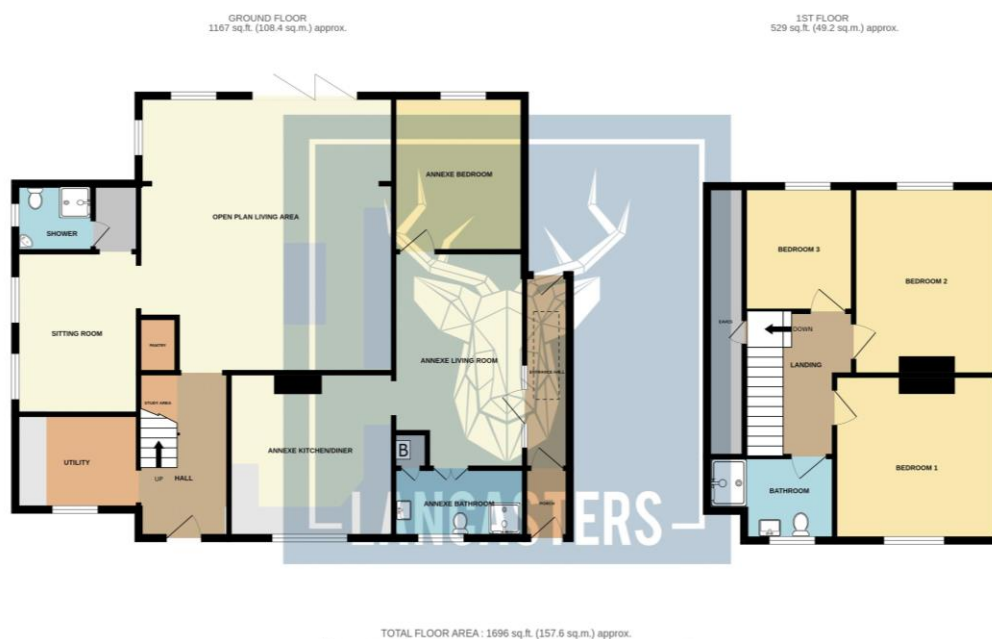 GROUND FLOOR
1167 sq.ft. (108.4 sq.m.) approx.
1ST FLOOR
529 sq.ft. (49.2 sq.m.) approx.
ANNEXE BEDROOM
OPEN PLAN LIVING AREA
SHOWER
SITTING ROOM
PANTRY
STUDY AREA
UTILITY
UP
HALL
ANNEXE KITCHEN/DINER
ANNEXE LIVING ROOM
ENTRANCE HALL
B
ANNEXE BATHROOM
PORCH
BEDROOM 3
BEDROOM 2
EAVES
DOWN
LANDING
BEDROOM 1
BATHROOM
LANCASTERS
TOTAL FLOOR AREA : 1696 sq.ft. (157.6 sq.m.) approx.